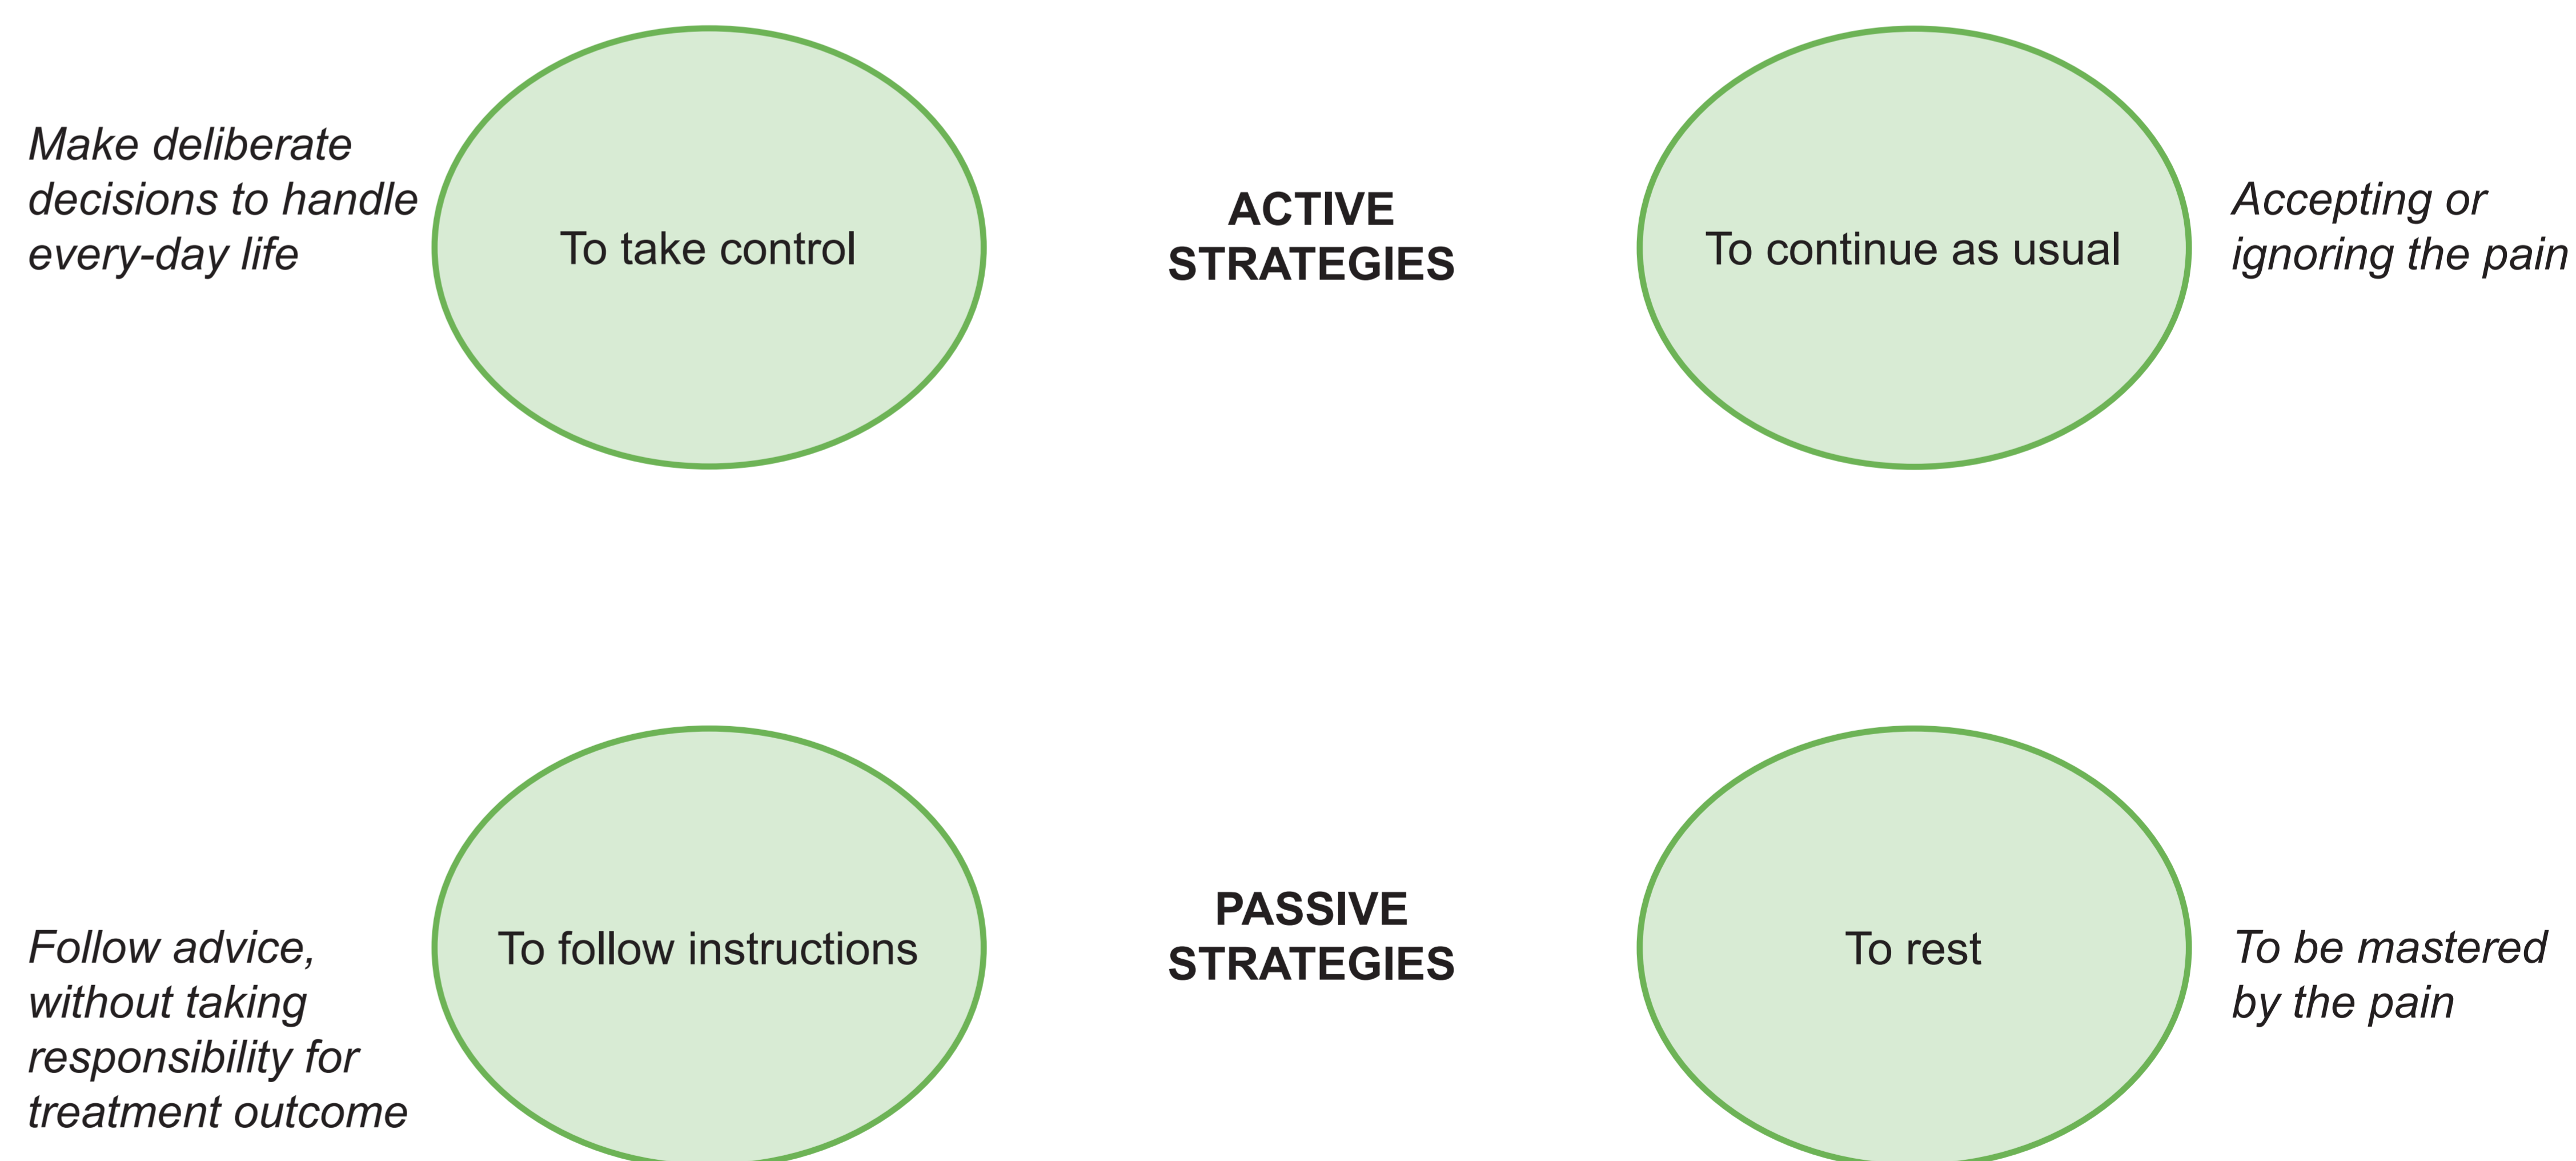 Make deliberate
decisions to handle
every-day life
To take control
ACTIVE
STRATEGIES
To continue as usual
Accepting or
ignoring the pain
Follow advice,
without taking
responsibility for
treatment outcome
To follow instructions
PASSIVE
STRATEGIES
To rest
To be mastered
by the pain